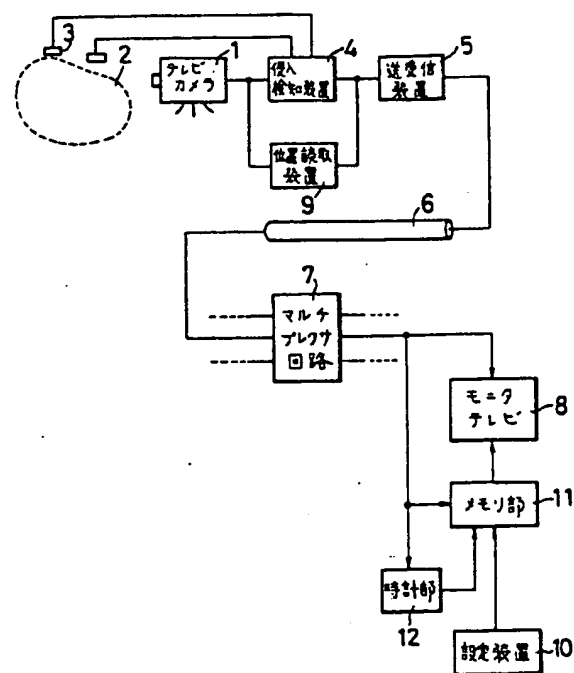 3
2
1
テレビ
カメラ
4
侵入
検知装置
5
送受信
装置
位置読取
装置
9
6
7
マルチ
プレクサ
回路
モニタ
テレビ
8
メモリ部
11
時計部
12
設定装置
10